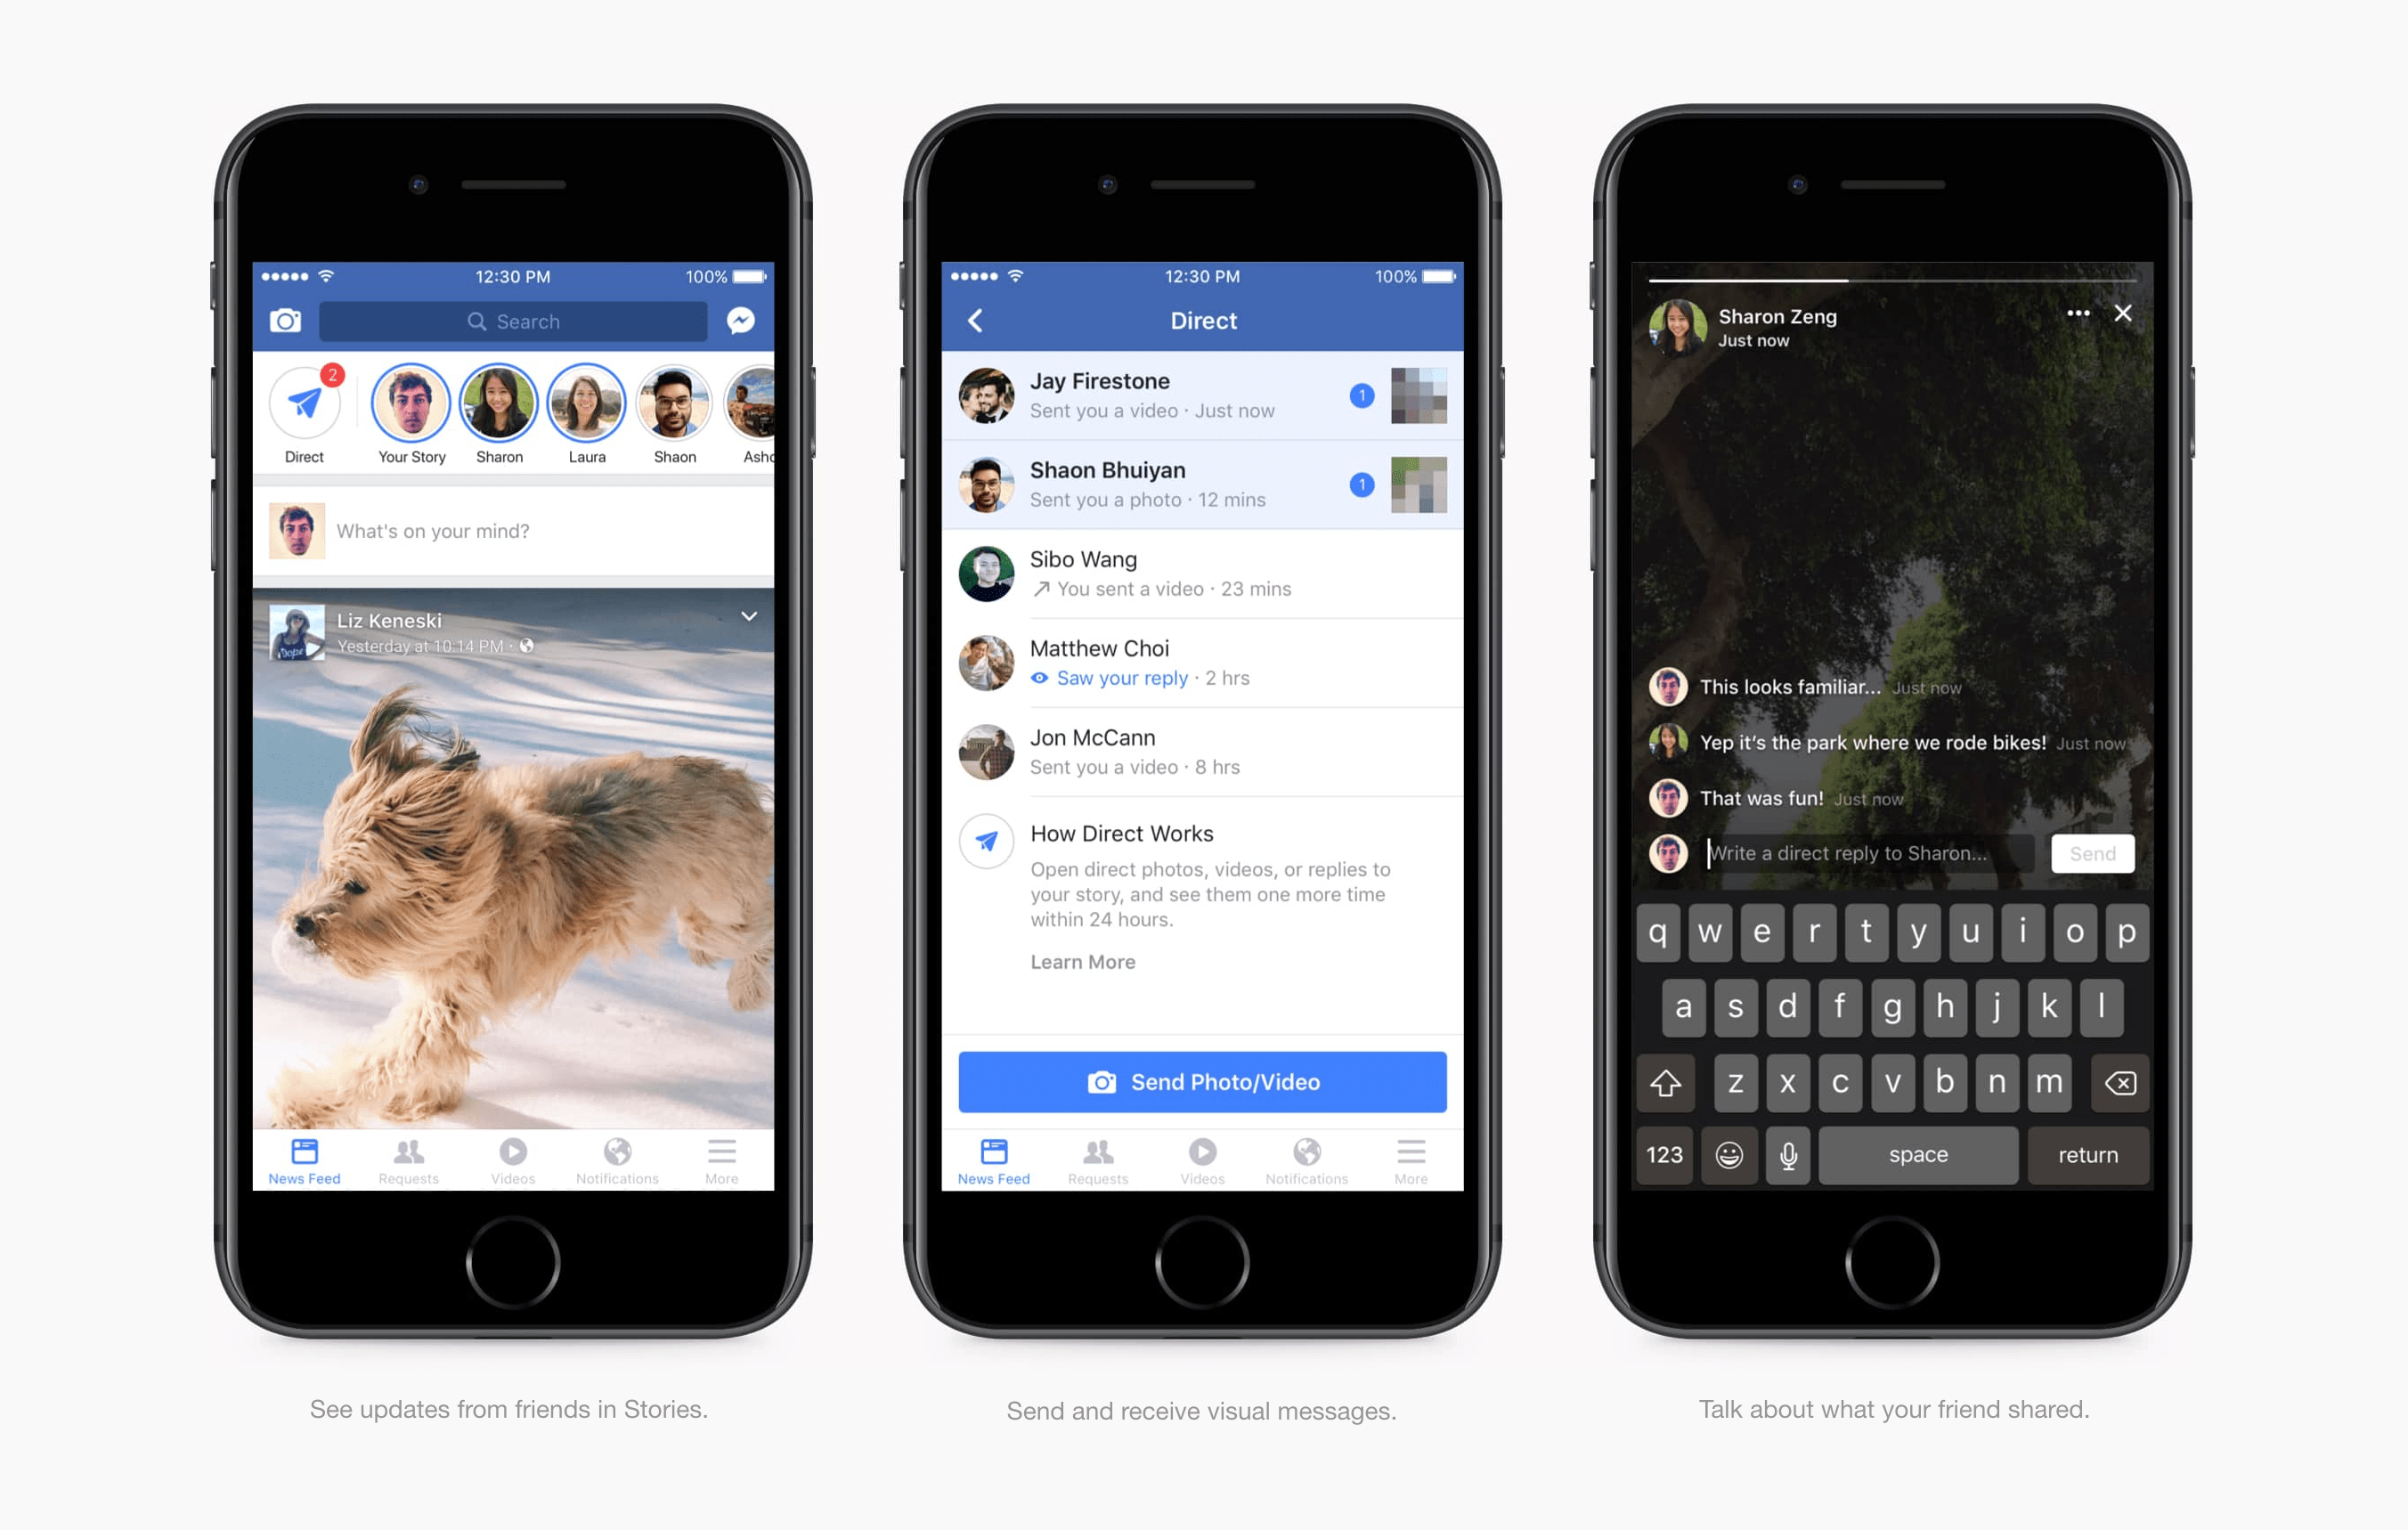 12:30 PM
100%
Search
2
Direct
Your Story
Sharon
Laura
Shaon
Asho
What's on your mind?
Liz Keneski
Yesterday at 10:14 PM ·
Dope
News Feed
Requests
Videos
Notifications
More
See updates from friends in Stories.
12:30 PM
100%
Direct
Jay Firestone
Sent you a video · Just now
1
Shaon Bhuiyan
Sent you a photo · 12 mins
1
Sibo Wang
You sent a video · 23 mins
Matthew Choi
Saw your reply · 2 hrs
Jon McCann
Sent you a video · 8 hrs
How Direct Works
Open direct photos, videos, or replies to
your story, and see them one more time
within 24 hours.
Learn More
Send Photo/Video
News Feed
Requests
Videos
Notifications
More
Send and receive visual messages.
Sharon Zeng
Just now
This looks familiar... Just now
Yep it's the park where we rode bikes! Just now
That was fun! Just now
Write a direct reply to Sharon...
Send
q w e r t y u i o p
a s d f g h j k l
z x c v b n m
123 space return
Talk about what your friend shared.